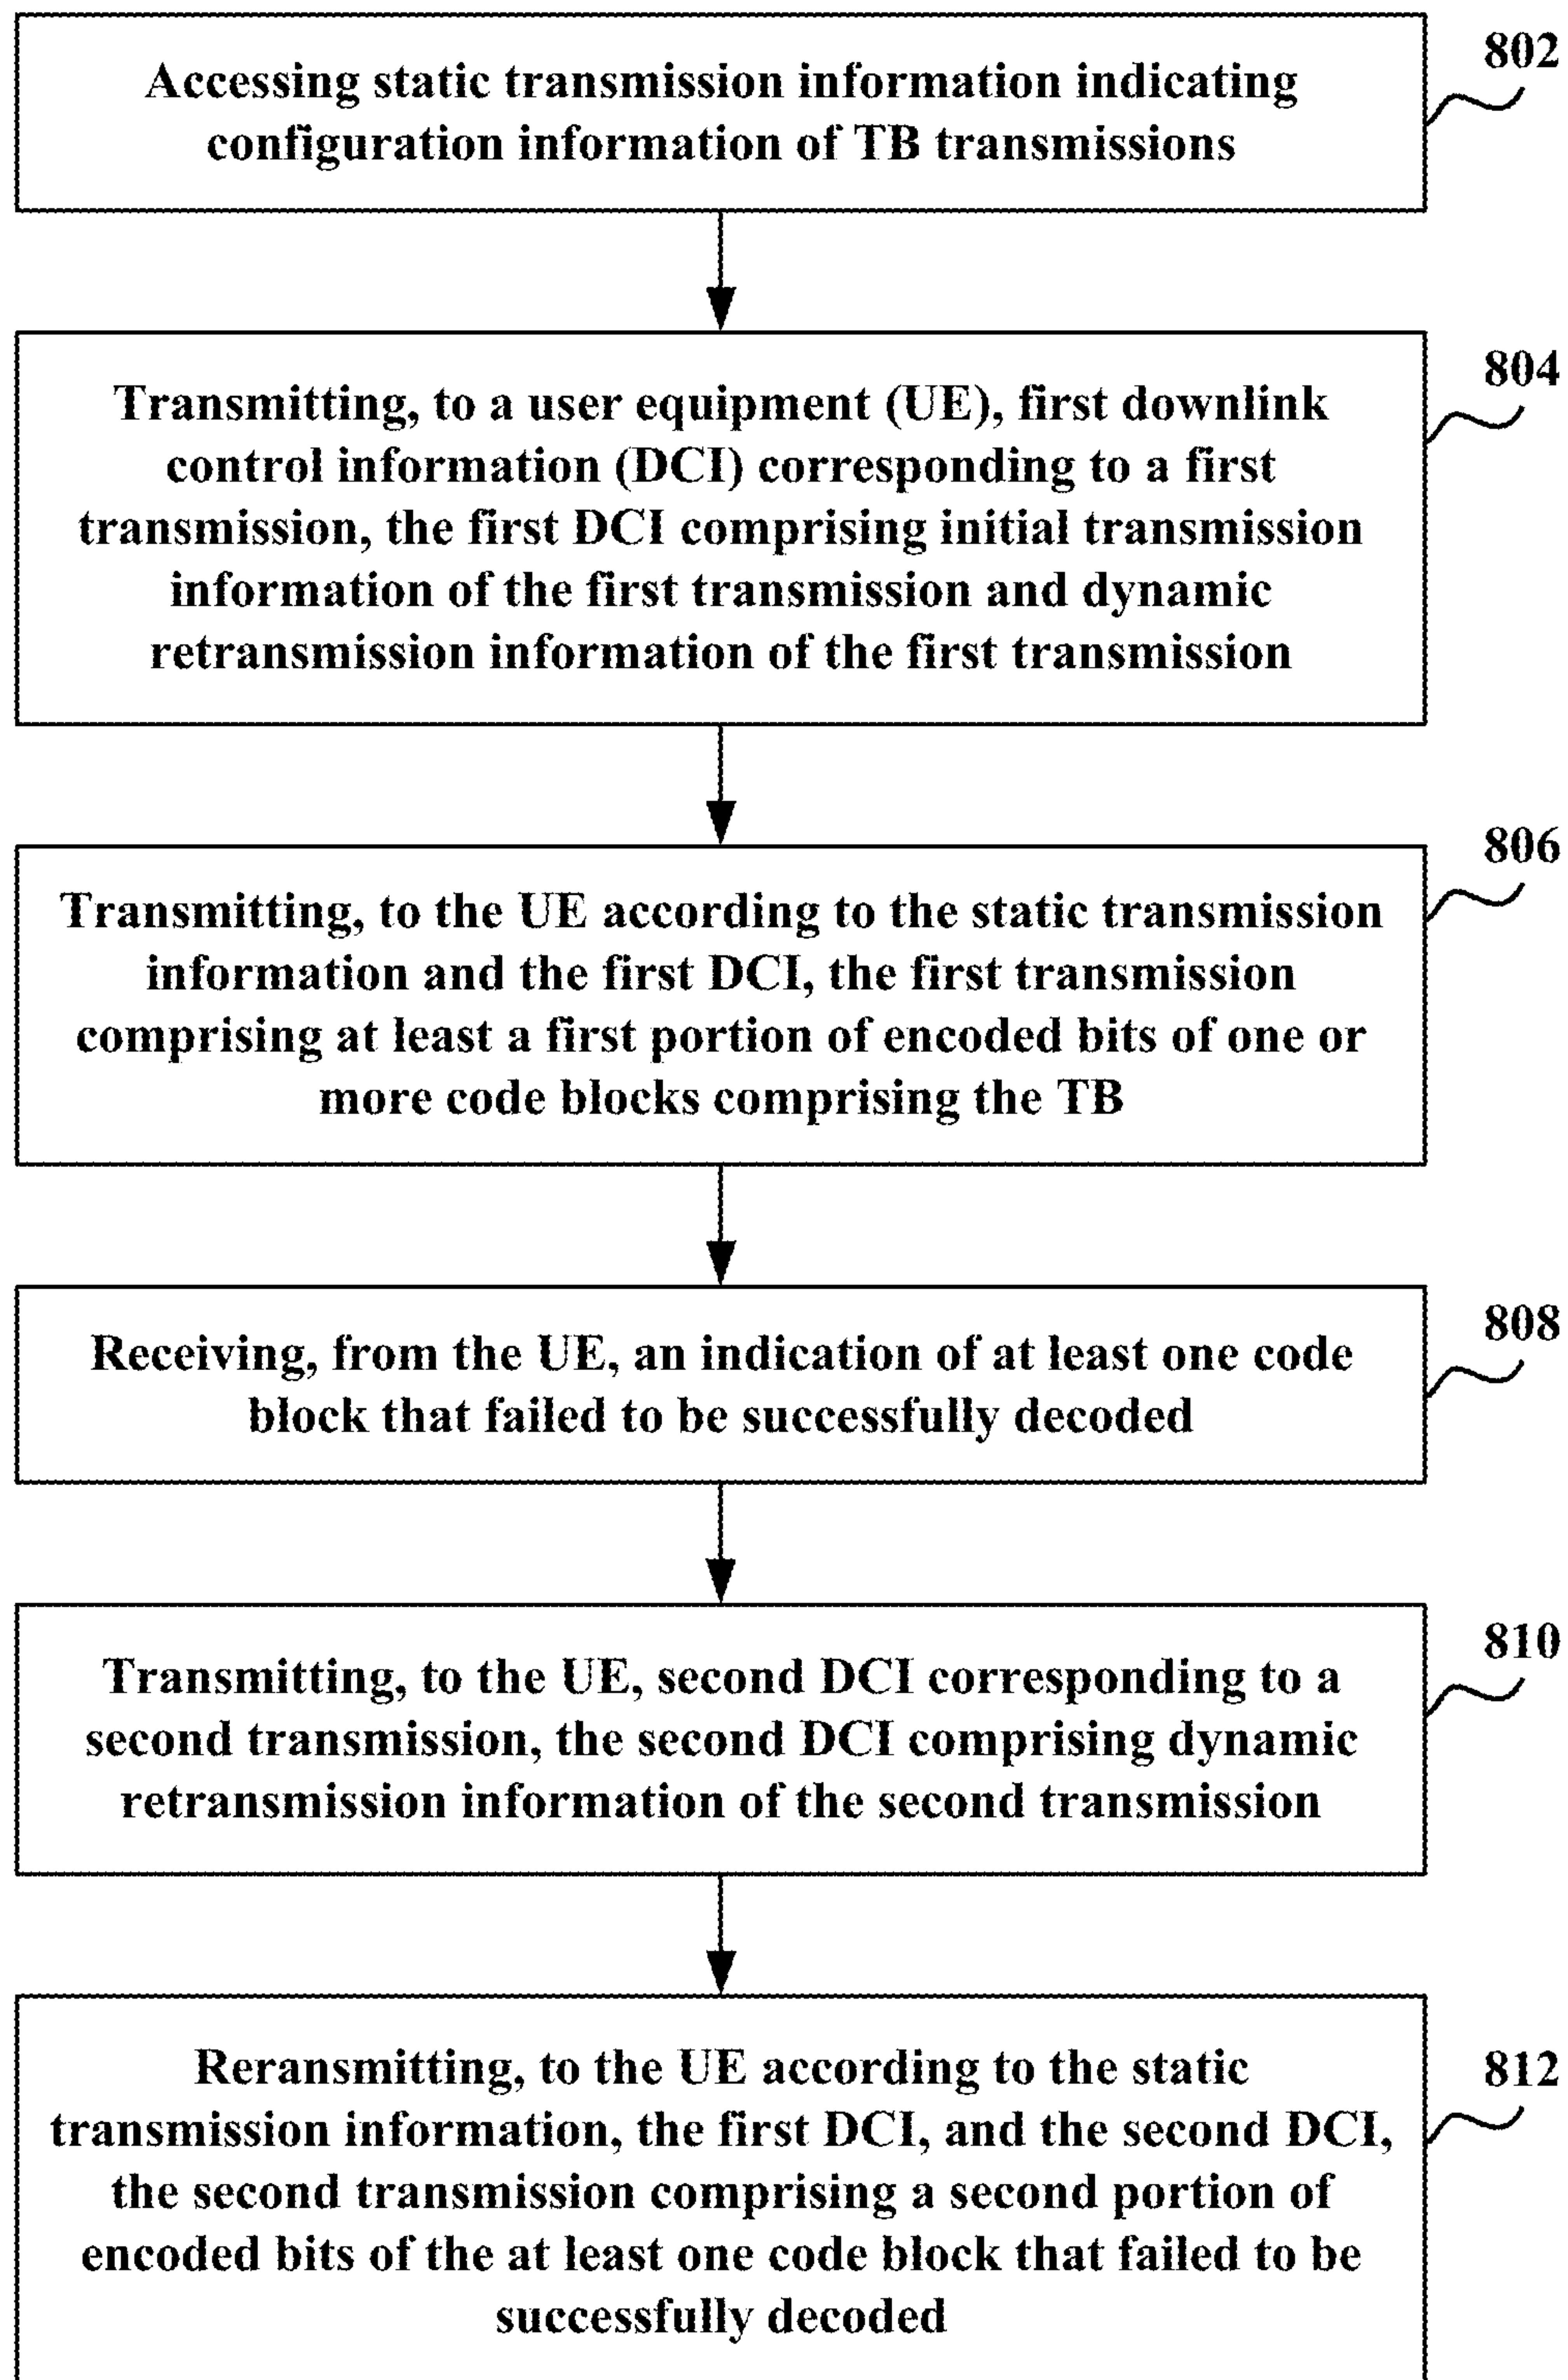 Accessing static transmission information indicating
802
configuration information of TB transmissions
804
Transmitting, to a user equipment (UE), first downlink
control information (DCI) corresponding to a first
transmission, the first DCI comprising initial transmission
information of the first transmission and dynamic
retransmission information of the first transmission
806
Transmitting, to the UE according to the static transmission
information and the first DCI, the first transmission
comprising at least a first portion of encoded bits of one or
more code blocks comprising the TB
808
Receiving, from the UE, an indication of at least one code
block that failed to be successfully decoded
810
Transmitting, to the UE, second DCI corresponding to a
second transmission, the second DCI comprising dynamic
retransmission information of the second transmission
812
Reransmitting, to the UE according to the static
transmission information, the first DCI, and the second DCI,
the second transmission comprising a second portion of
encoded bits of the at least one code block that failed to be
successfully decoded